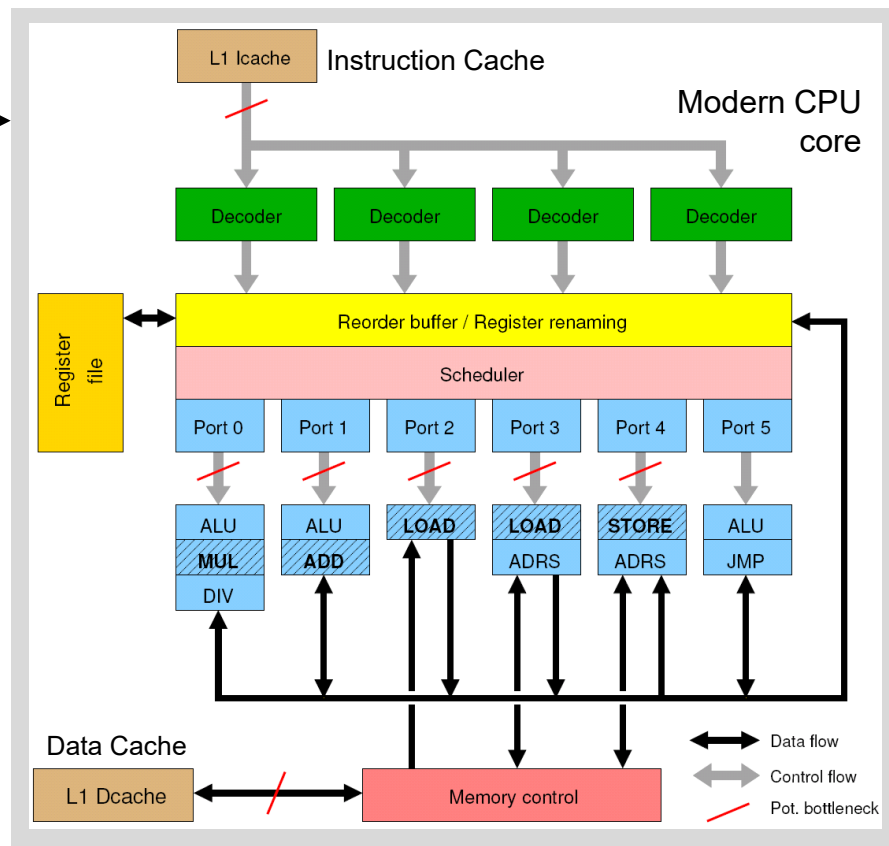 L1 Icache
Instruction Cache
Modern CPU
core
Decoder
Decoder
Decoder
Decoder
Register
file
Reorder buffer / Register renaming
Scheduler
Port 0
Port 1
Port 2
Port 3
Port 4
Port 5
ALU
MUL
DIV
ALU
ADD
LOAD
LOAD
ADRS
STORE
ADRS
ALU
JMP
Data Cache
L1 Dcache
Memory control
Data flow
Control flow
Pot. bottleneck